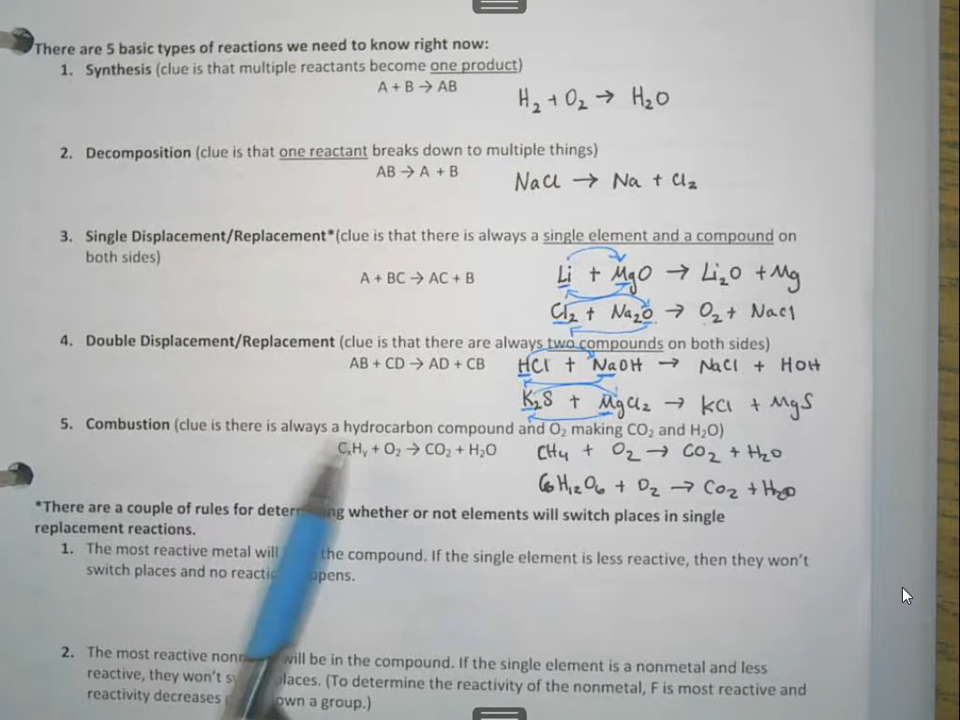 There are 5 basic types of reactions we need to know right now:
1. Synthesis (clue is that multiple reactants become one product)
A + B → AB
H₂ + O₂ → H₂O
2. Decomposition (clue is that one reactant breaks down to multiple things)
AB → A + B
NaCl → Na + Cl₂
3. Single Displacement/Replacement*(clue is that there is always a single element and a compound on
both sides)
A + BC → AC + B
Li + MgO → Li₂O + Mg
Cl₂ + Na₂O → O₂ + NaCl
4. Double Displacement/Replacement (clue is that there are always two compounds on both sides)
AB + CD → AD + CB
HCl + NaOH → NaCl + HOH
K₂S + MgCl₂ → KCl + MgS
5. Combustion (clue is there is always a hydrocarbon compound and O₂ making CO₂ and H₂O)
CₓHᵧ + O₂ → CO₂ + H₂O
CH₄ + O₂ → CO₂ + H₂O
C₆H₁₂O₆ + O₂ → CO₂ + H₂O
*There are a couple of rules for whether or not elements will switch places in single
replacement reactions.
1. The most reactive metal will the compound. If the single element is less reactive, then they won't
switch places and no
2. The most reactive will be in the compound. If the single element is a nonmetal and less
reactive, they won't (To determine the reactivity of the nonmetal, F is most reactive and
reactivity decreases a group.)